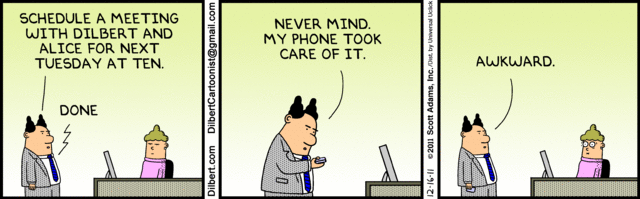 SCHEDULE A MEETING
WITH DILBERT AND
ALICE FOR NEXT
TUESDAY AT TEN.
DONE
Dilbert.com DilbertCartoonist@gmail.com
NEVER MIND.
MY PHONE TOOK
CARE OF IT.
12-16-11 ©2011 Scott Adams, Inc. /Dist. by Universal Uclick
AWKWARD.